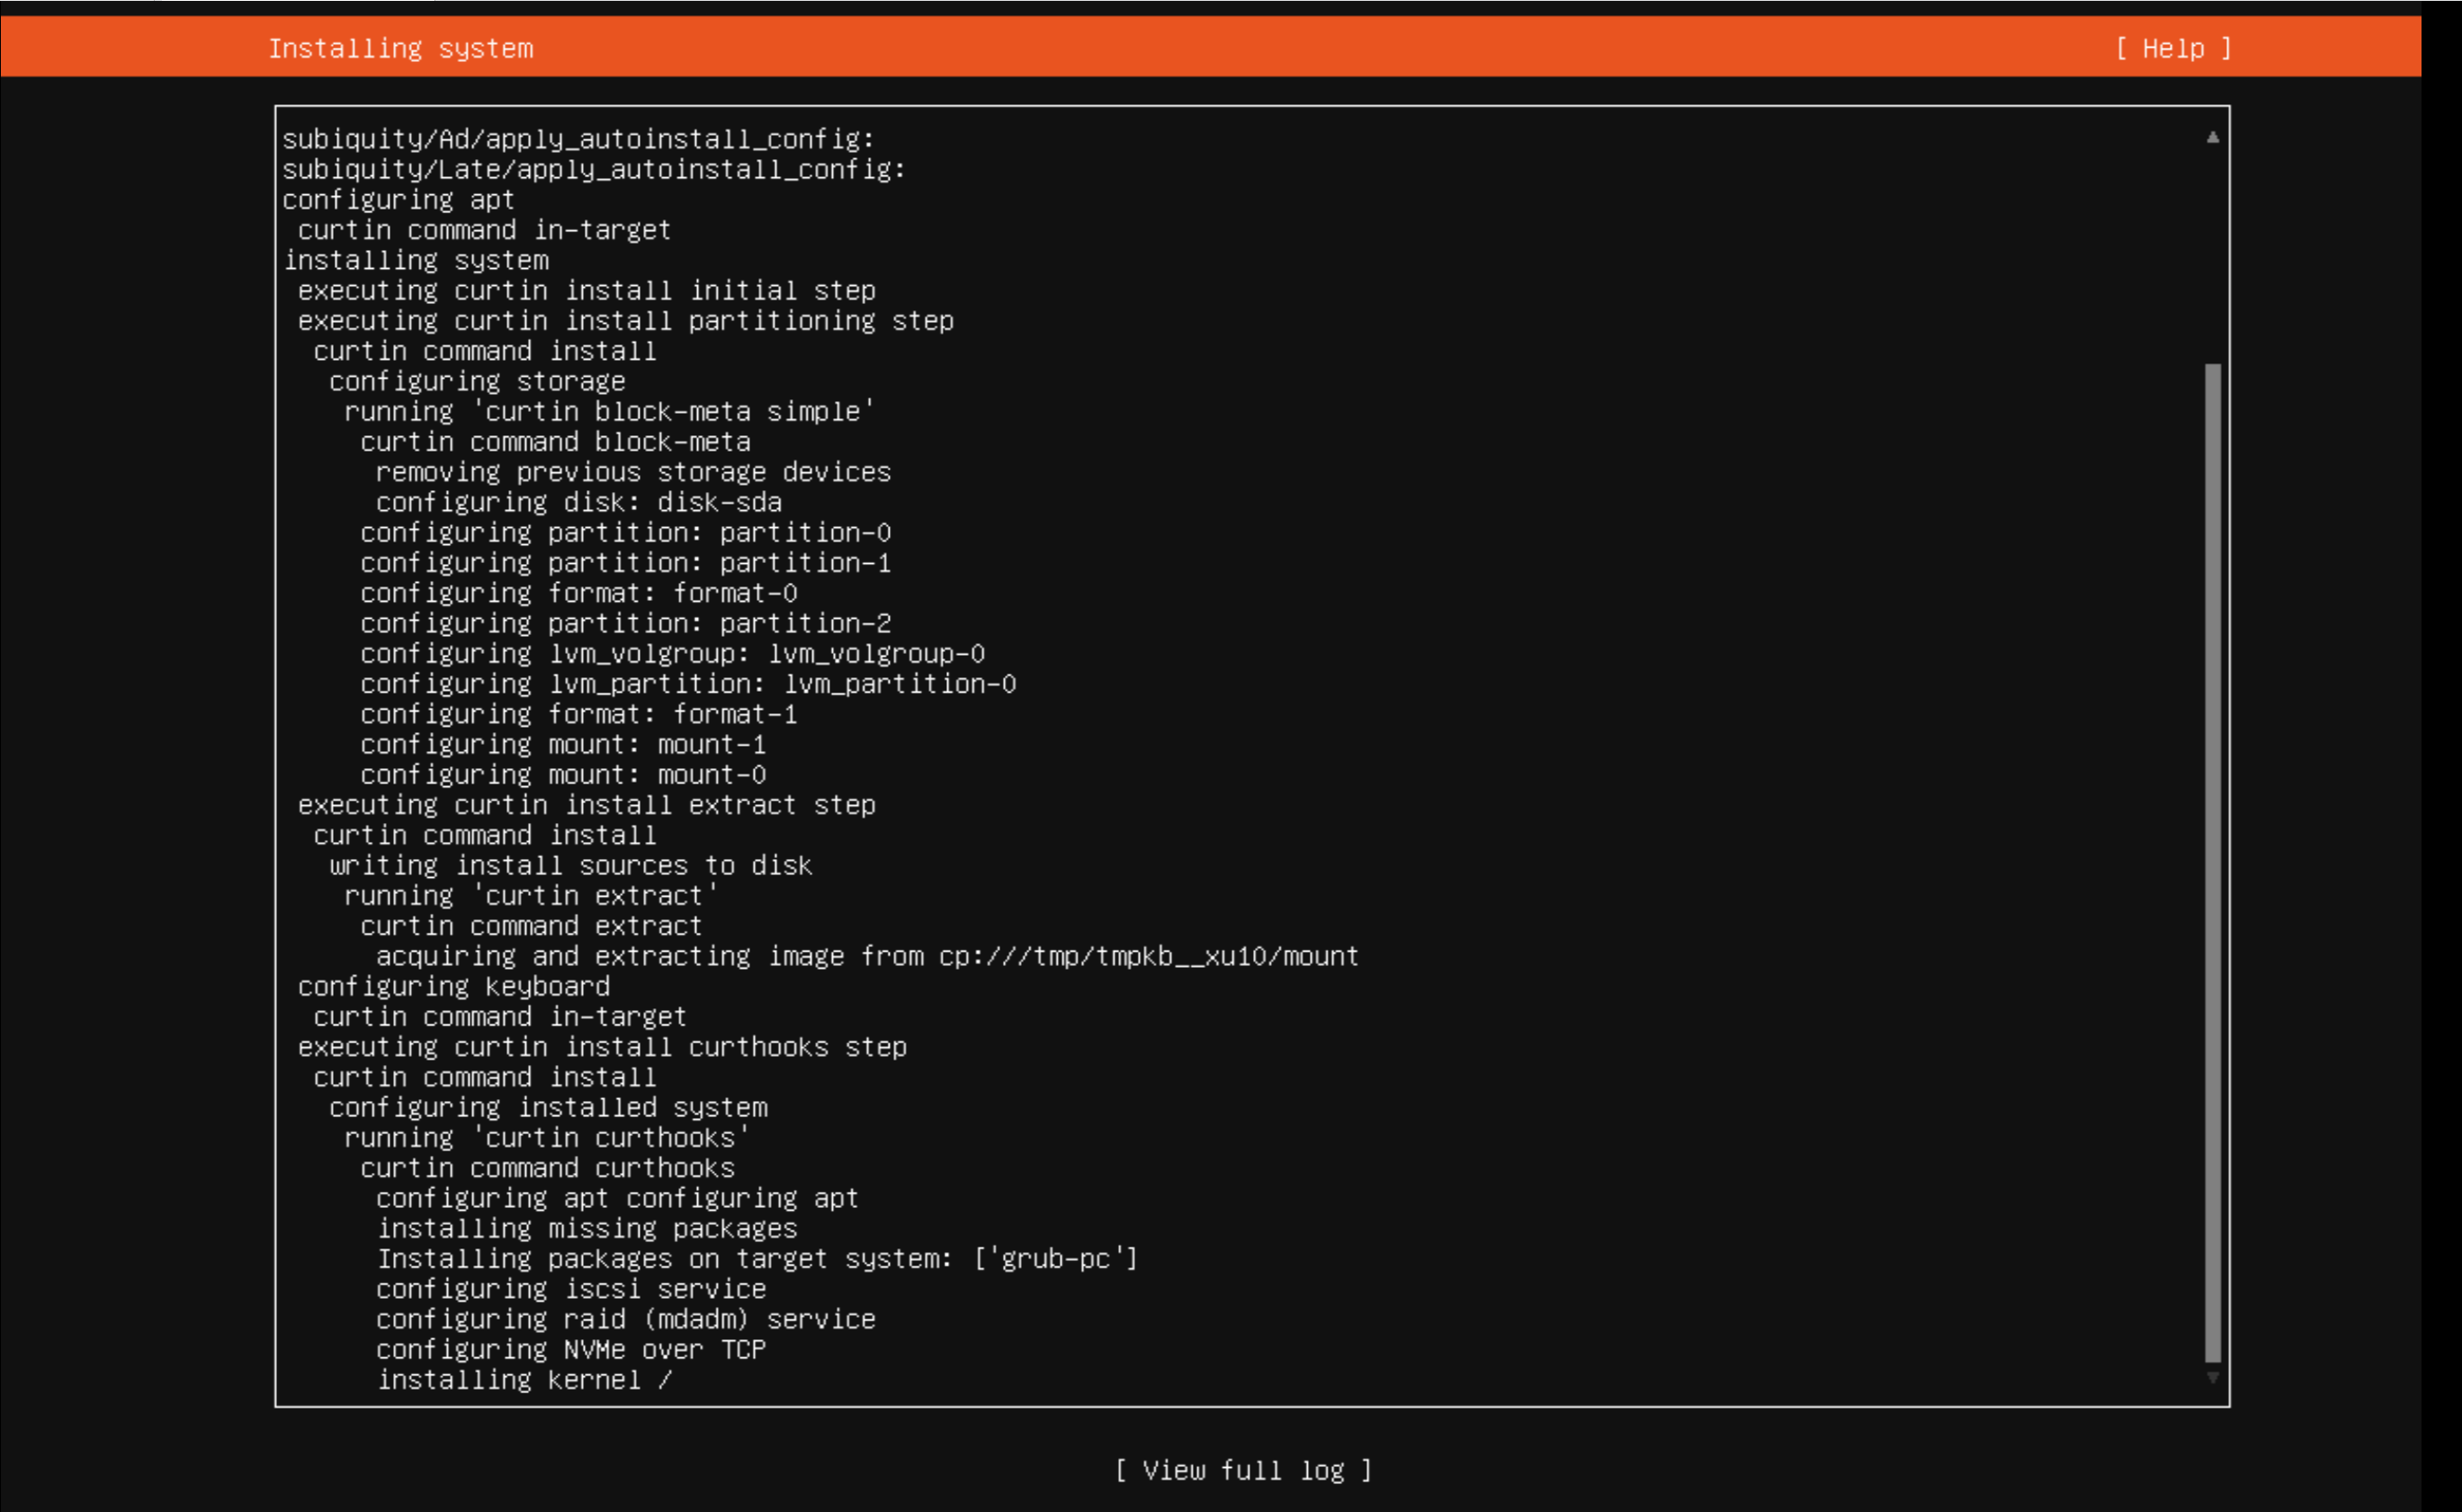 Installing system [ Help ]
subiquity/Ad/apply_autoinstall_config:
subiquity/Late/apply_autoinstall_config:
configuring apt
curtin command in-target
installing system
executing curtin install initial step
executing curtin install partitioning step
curtin command install
configuring storage
running 'curtin block-meta simple'
curtin command block-meta
removing previous storage devices
configuring disk: disk-sda
configuring partition: partition-0
configuring partition: partition-1
configuring format: format-0
configuring partition: partition-2
configuring lvm_volgroup: lvm_volgroup-0
configuring lvm_partition: lvm_partition-0
configuring format: format-1
configuring mount: mount-1
configuring mount: mount-0
executing curtin install extract step
curtin command install
writing install sources to disk
running 'curtin extract'
curtin command extract
acquiring and extracting image from cp:///tmp/tmpkb__xu10/mount
configuring keyboard
curtin command in-target
executing curtin install curthooks step
curtin command install
configuring installed system
running 'curtin curthooks'
curtin command curthooks
configuring apt configuring apt
installing missing packages
Installing packages on target system: ['grub-pc']
configuring iscsi service
configuring raid (mdadm) service
configuring NVMe over TCP
installing kernel /
[ View full log ]